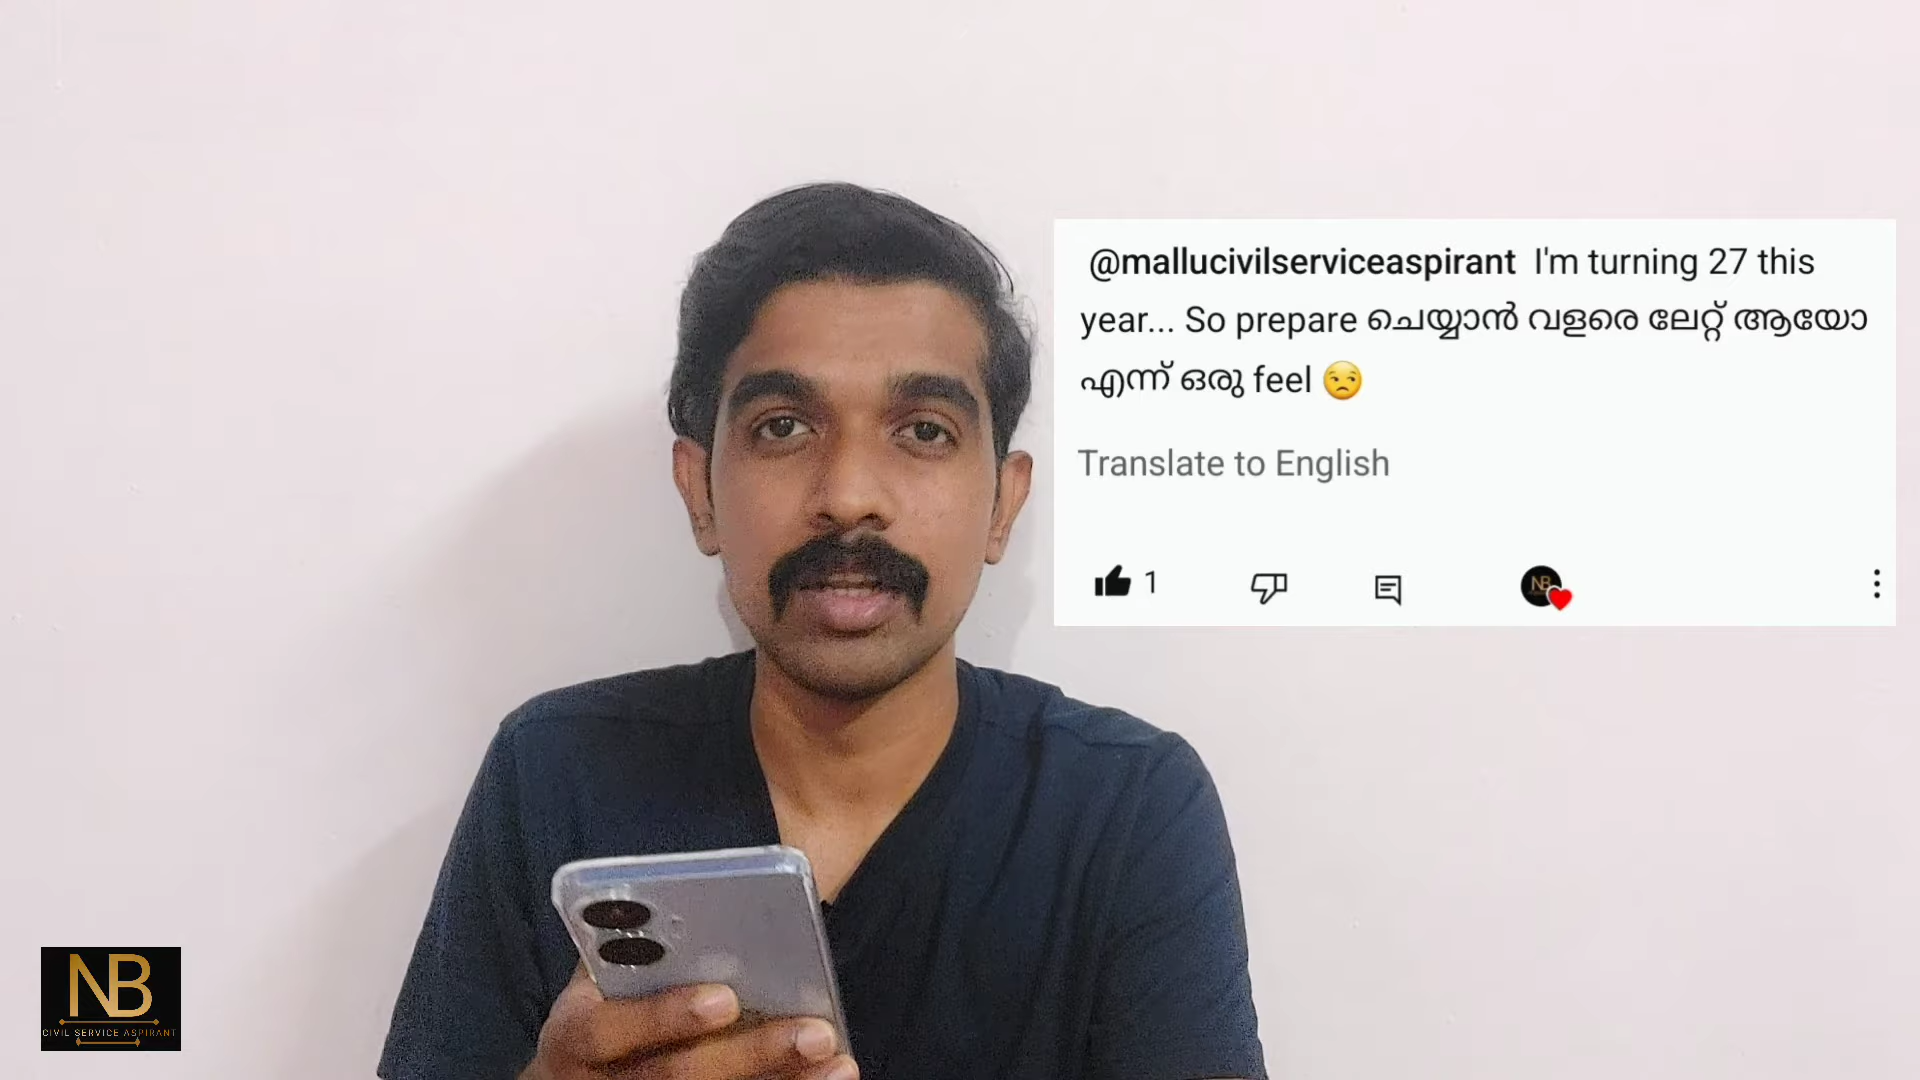 @mallucivilserviceaspirant I'm turning 27 this
year... So prepare ചെയ്യാൻ വളരെ ലേറ്റ് ആയോ
എന്ന് ഒരു feel 😒
Translate to English
1
NB
NB
CIVIL SERVICE ASPIRANT